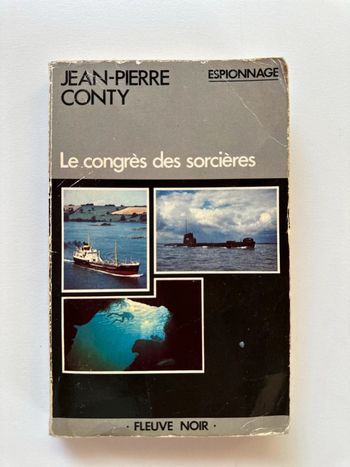 JEAN-PIERRE
CONTY
ESPIONNAGE
Le congrès des sorcières
• FLEUVE NOIR •